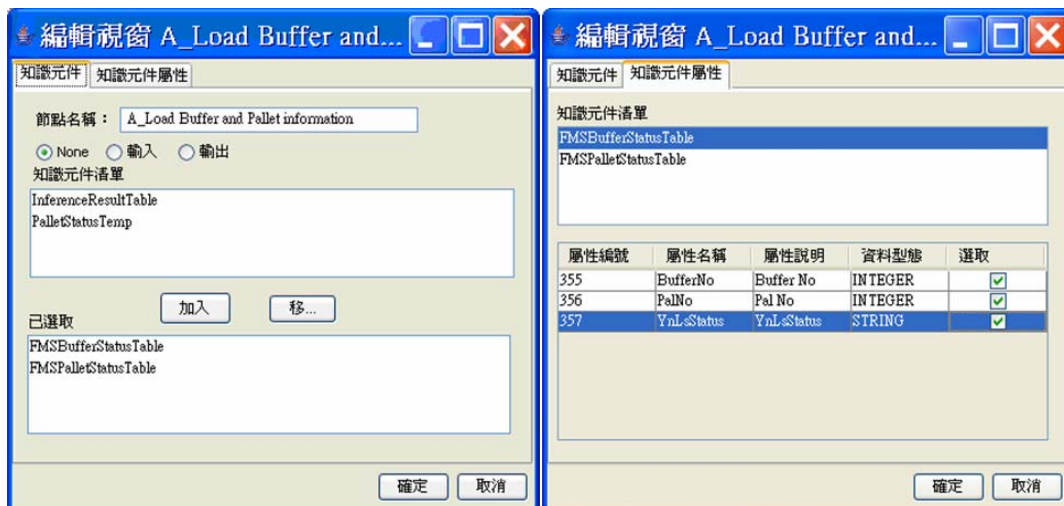 編輯視窗 A_Load Buffer and...
知識元件 知識元件屬性
節點名稱： A_Load Buffer and Pallet information
None 輸入 輸出
知識元件清單
InferenceResultTable
PalletStatusTemp
加入 移...
已選取
FMSBufferStatusTable
FMSPalletStatusTable
確定 取消
編輯視窗 A_Load Buffer and...
知識元件 知識元件屬性
知識元件清單
FMSBufferStatusTable
FMSPalletStatusTable
屬性編號 屬性名稱 屬性說明 資料型態 選取
355 BufferNo Buffer No INTEGER
356 PalNo Pal No INTEGER
357 YnLsStatus YnLsStatus STRING
確定 取消